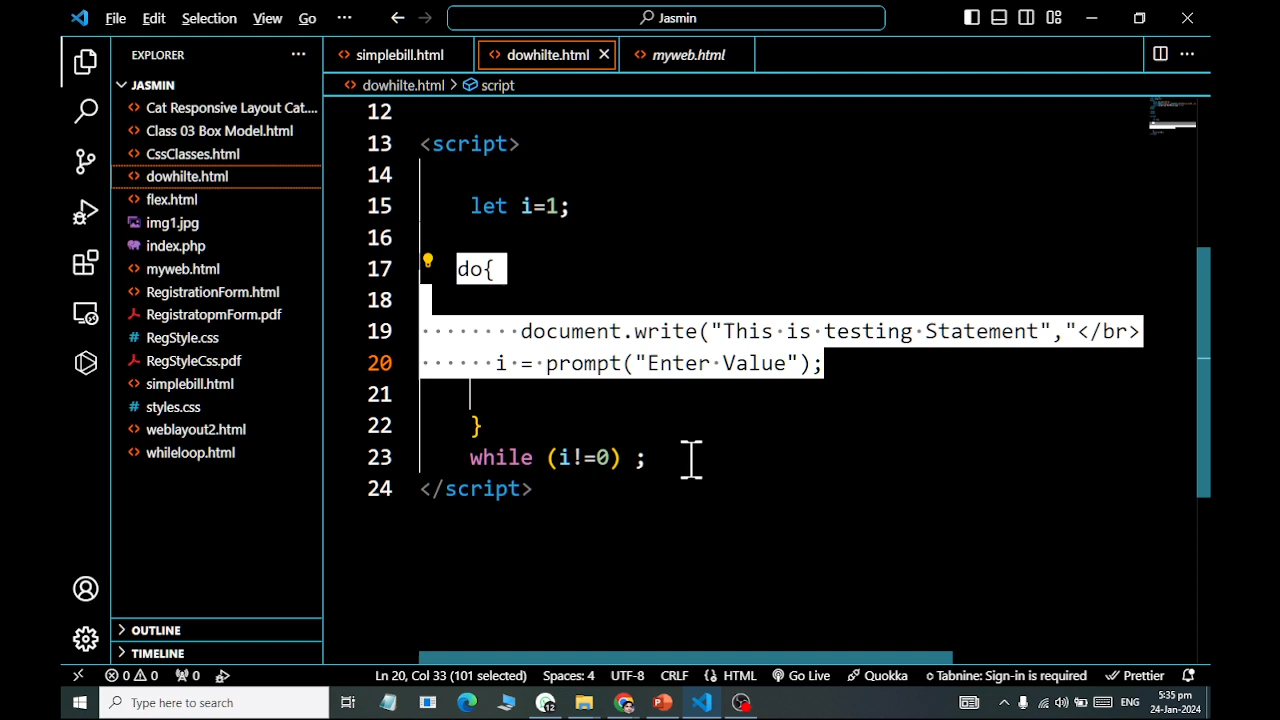 File Edit Selection View Go ··· Jasmin
EXPLORER ···
simplebill.html dowhilte.html myweb.html ···
JASMIN
dowhilte.html > script
Cat Responsive Layout Cat....
Class 03 Box Model.html
CssClasses.html
dowhilte.html
flex.html
img1.jpg
index.php
myweb.html
RegistrationForm.html
RegistratopmForm.pdf
RegStyle.css
RegStyleCss.pdf
simplebill.html
styles.css
weblayout2.html
whileloop.html
OUTLINE
TIMELINE
12
13 <script>
14
15 let i=1;
16
17 do{
18
19 document.write("This·is·testing·Statement","</br>
20 i·=·prompt("Enter·Value");
21
22 }
23 while (i!=0) ;
24 </script>
0 0 0 Ln 20, Col 33 (101 selected) Spaces: 4 UTF-8 CRLF HTML Go Live Quokka Tabnine: Sign-in is required Prettier
Type here to search 12 ENG 5:35 pm
24-Jan-2024